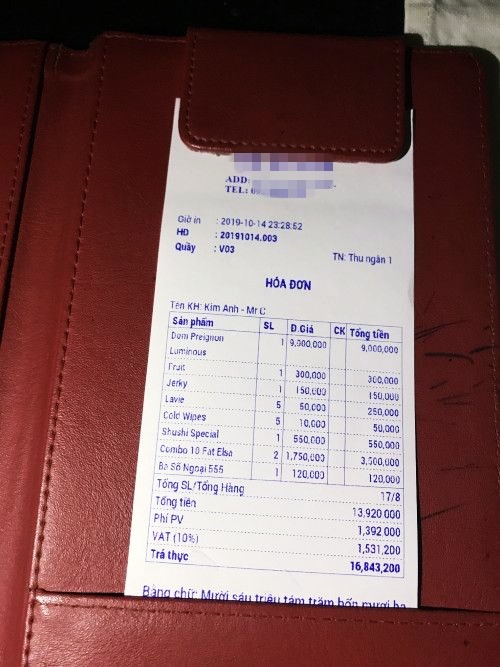 ADD:
TEL: 0
Giờ in : 2019-10-14 23:28:52
HĐ : 20191014.003
Quầy : V03 TN: Thu ngân 1
HÓA ĐƠN
Tên KH: Kim Anh - Mr C
Sản phẩm SL Đ.Giá CK Tổng tiền
Dom Preignon 1 9,000,000 9,000,000
Luminous
Fruit 1 300,000 300,000
Jerky 1 150,000 150,000
Lavie 5 50,000 250,000
Cold Wipes 5 10,000 50,000
Shushi Special 1 550,000 550,000
Combo 10 Fat Elsa 2 1,750,000 3,500,000
Ba Số Ngoại 555 1 120,000 120,000
Tổng SL/Tổng Hàng 17/8
Tổng tiền 13,920,000
Phí PV 1,392,000
VAT (10%) 1,531,200
Trả thực 16,843,200
Bằng chữ: Mười sáu triệu tám trăm bốn mươi ba